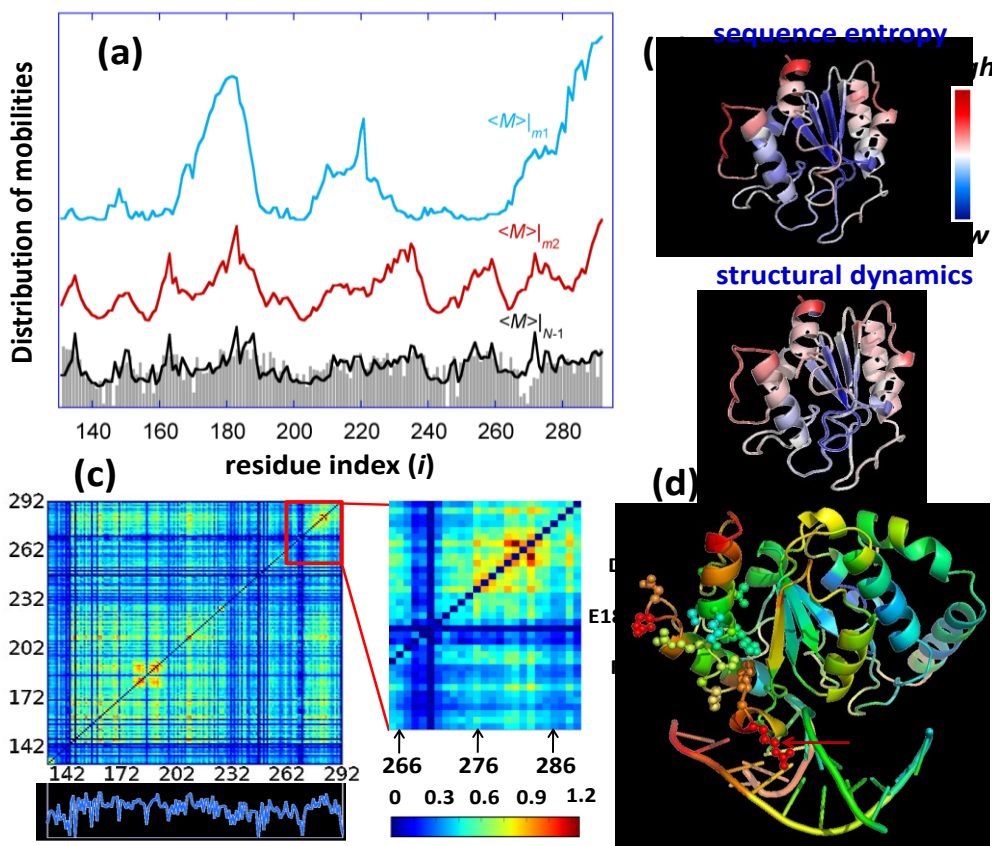 (a)
(
sequence entropy
gh
w
<M>|m1
<M>|m2
<M>|N-1
Distribution of mobilities
140 160 180 200 220 240 260 280
residue index (i)
structural dynamics
(c)
292
262
232
202
172
142
142 172 202 232 262 292
266 276 286
0 0.3 0.6 0.9 1.2
(d)
E18